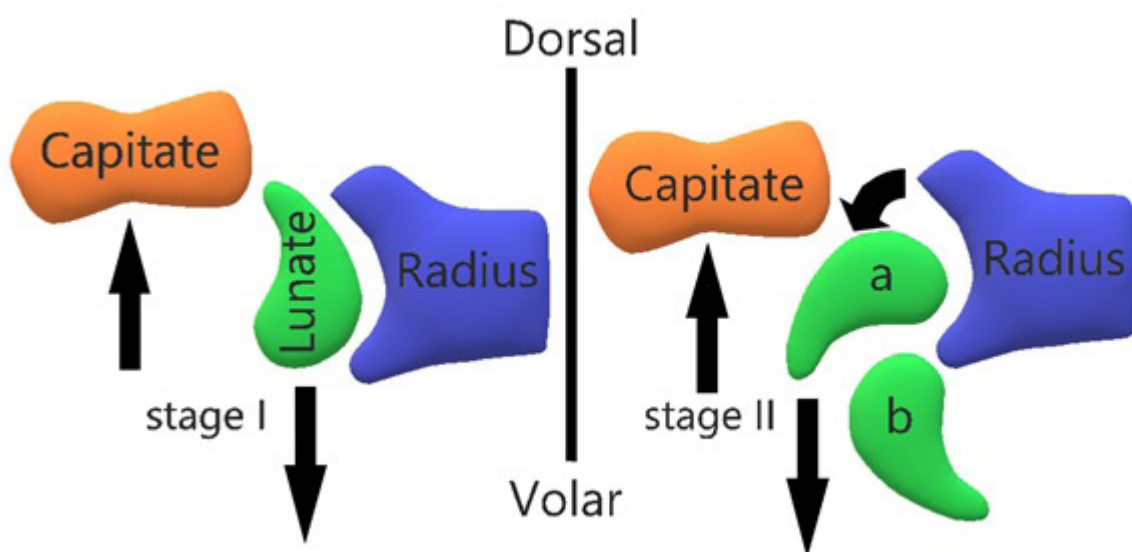 Dorsal
Capitate
Lunate
Radius
stage I
Capitate
a
Radius
b
stage II
Volar